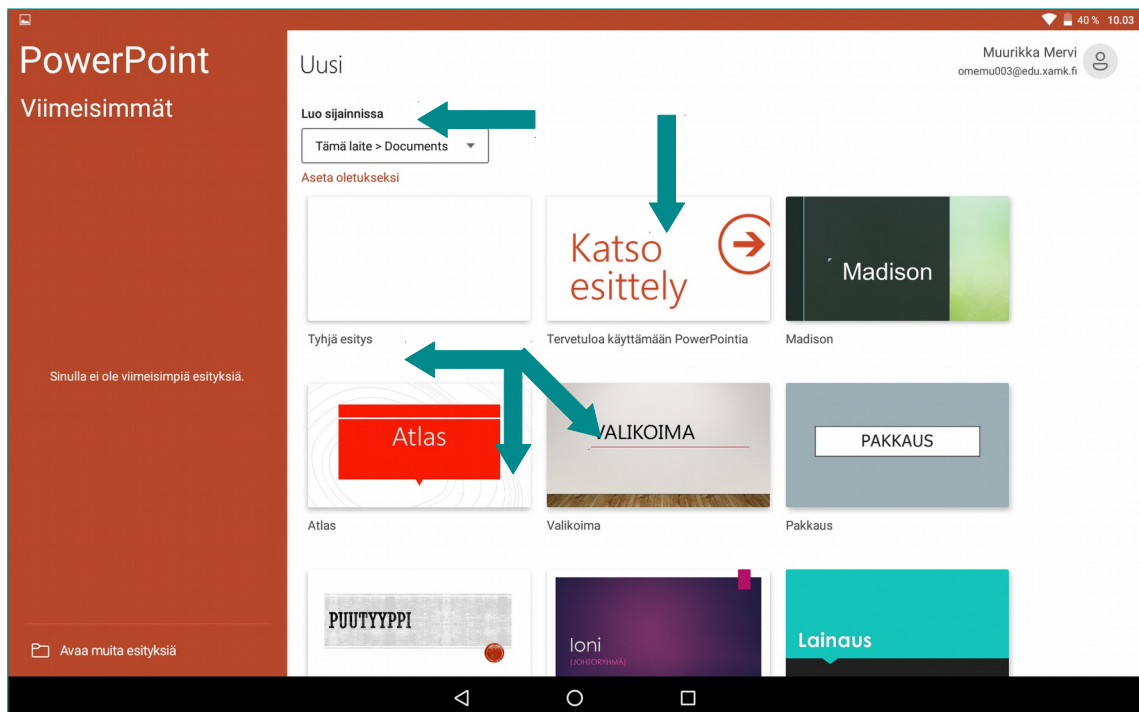 40 % 10.03
PowerPoint
Viimeisimmät
Sinulla ei ole viimeisimpiä esityksiä.
Avaa muita esityksiä
Uusi
Muurikka Mervi
omemu003@edu.xamk.fi
Luo sijainnissa
Tämä laite > Documents
Aseta oletukseksi
Katso
esittely
Madison
Tyhjä esitys
Tervetuloa käyttämään PowerPointia
Madison
Atlas
VALIKOIMA
PAKKAUS
Atlas
Valikoima
Pakkaus
PUUTYYPPI
Ioni
(JOHTORYHMÄ)
Lainaus